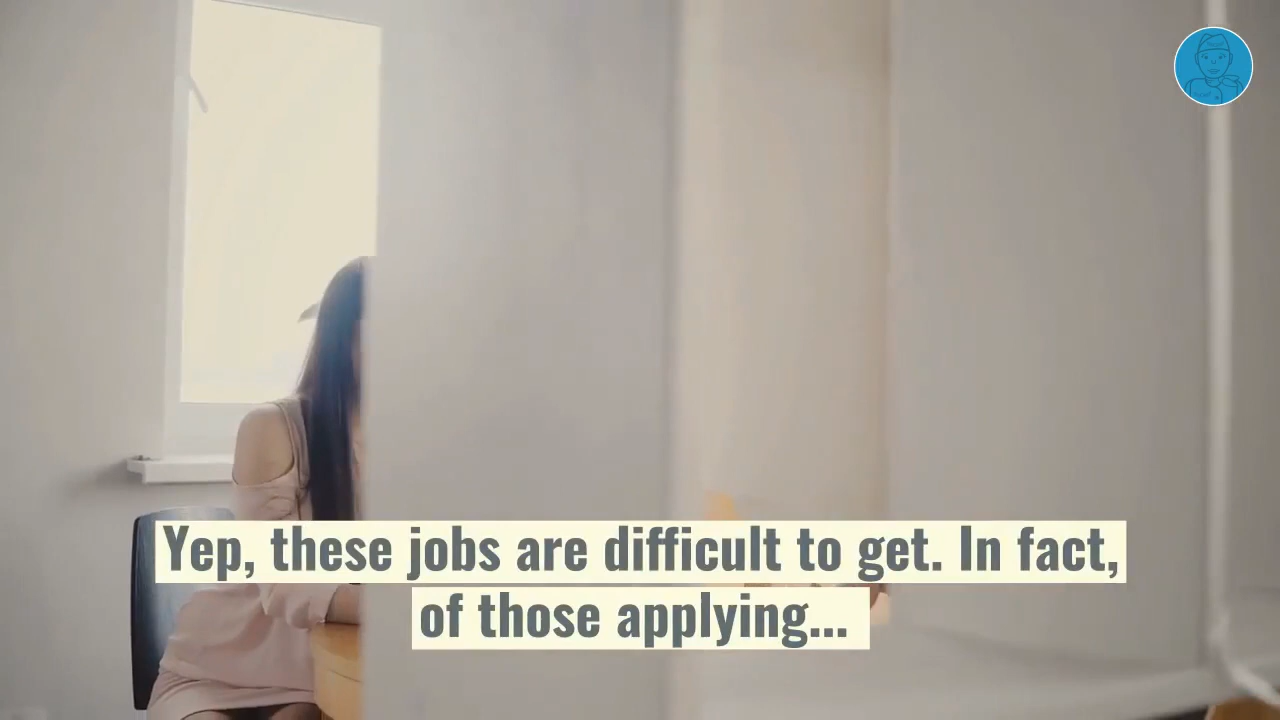 Yep, these jobs are difficult to get. In fact,
of those applying...